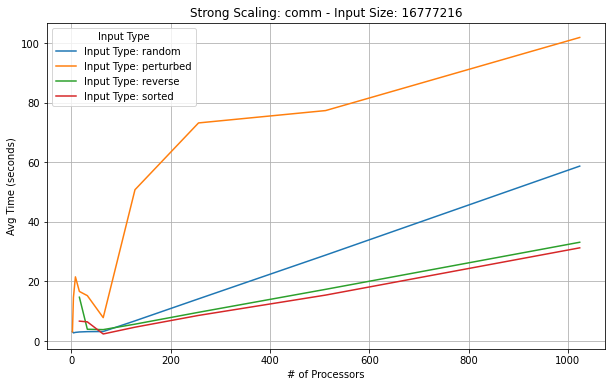 Strong Scaling: comm - Input Size: 16777216
Input Type
Input Type: random
Input Type: perturbed
Input Type: reverse
Input Type: sorted
Avg Time (seconds)
100
80
60
40
20
0
0 200 400 600 800 1000
# of Processors